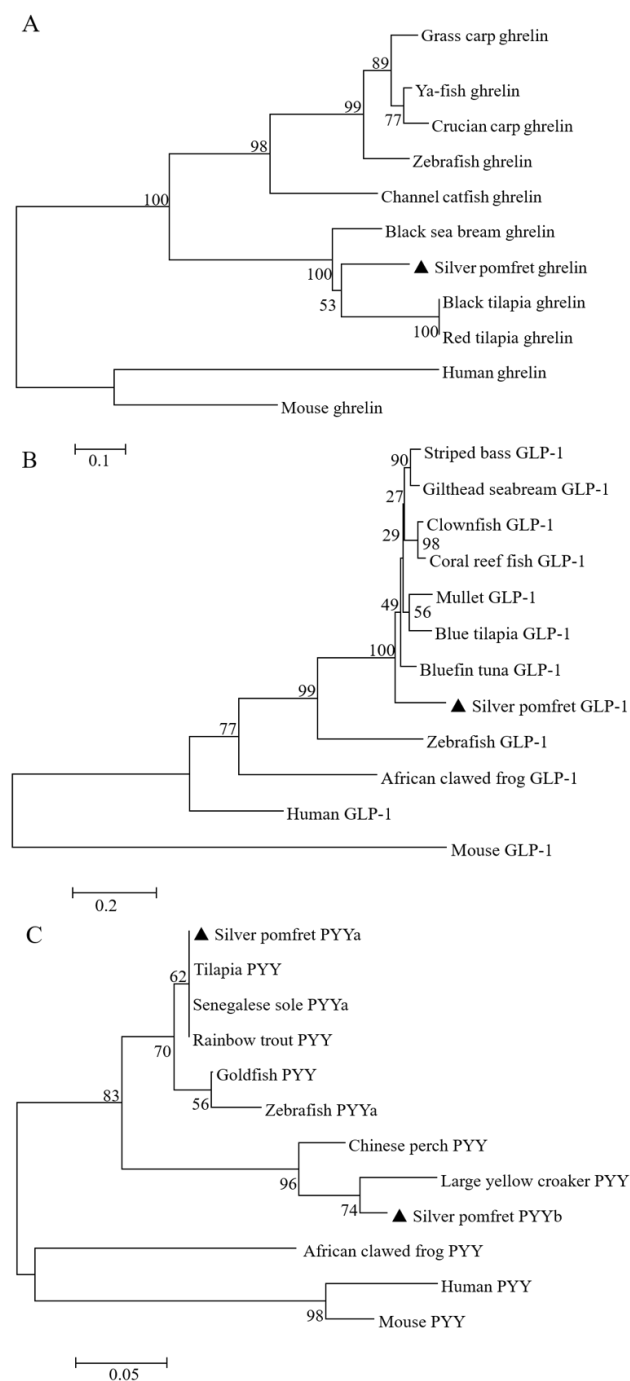 A
Grass carp ghrelin
89
Ya-fish ghrelin
99
77
Crucian carp ghrelin
98
Zebrafish ghrelin
100
Channel catfish ghrelin
Black sea bream ghrelin
100
▲ Silver pomfret ghrelin
53
Black tilapia ghrelin
100
Red tilapia ghrelin
Human ghrelin
Mouse ghrelin
0.1
B
Striped bass GLP-1
90
Gilthead seabream GLP-1
27
Clownfish GLP-1
29
98
Coral reef fish GLP-1
Mullet GLP-1
49
56
Blue tilapia GLP-1
100
Bluefin tuna GLP-1
99
▲ Silver pomfret GLP-1
77
Zebrafish GLP-1
African clawed frog GLP-1
Human GLP-1
Mouse GLP-1
0.2
C
▲ Silver pomfret PYYa
62
Tilapia PYY
Senegalese sole PYYa
Rainbow trout PYY
70
Goldfish PYY
83
56
Zebrafish PYYa
Chinese perch PYY
96
Large yellow croaker PYY
74
▲ Silver pomfret PYYb
African clawed frog PYY
Human PYY
98
Mouse PYY
0.05